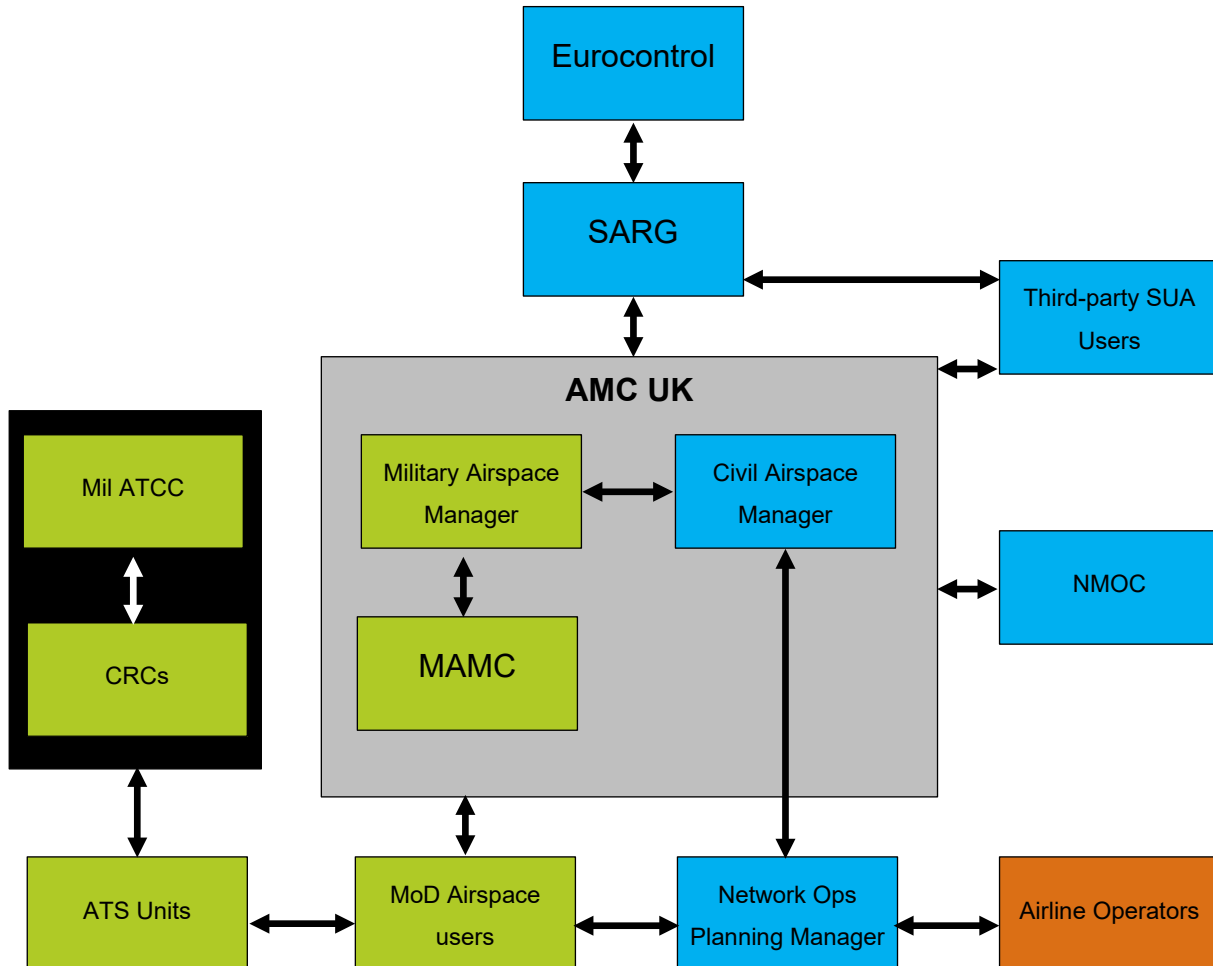 Eurocontrol
SARG
Third-party SUA
Users
AMC UK
Mil ATCC
Military Airspace
Manager
Civil Airspace
Manager
NMOC
CRCs
MAMC
ATS Units
MoD Airspace
users
Network Ops
Planning Manager
Airline Operators